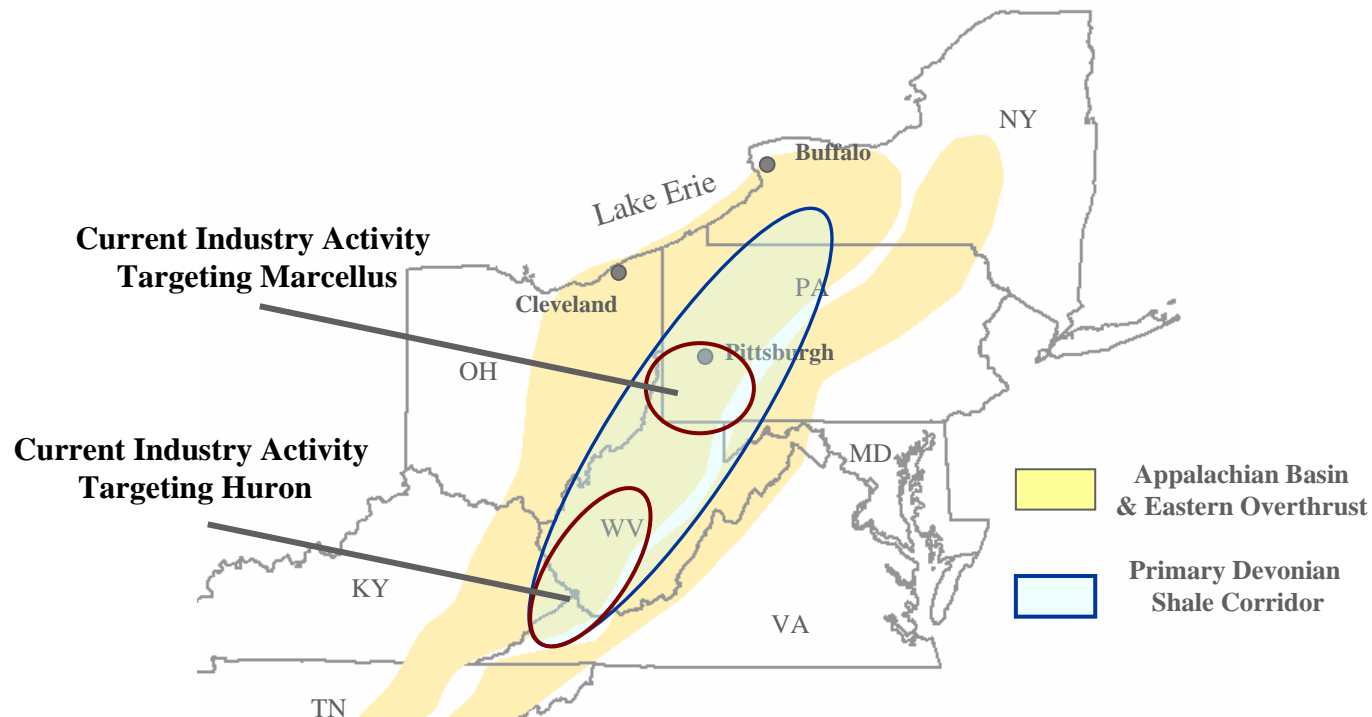 NY
Buffalo
Lake Erie
Current Industry Activity
Targeting Marcellus
Cleveland
PA
Pittsburgh
OH
Current Industry Activity
Targeting Huron
MD
Appalachian Basin
& Eastern Overthrust
WV
Primary Devonian
Shale Corridor
KY
VA
TN